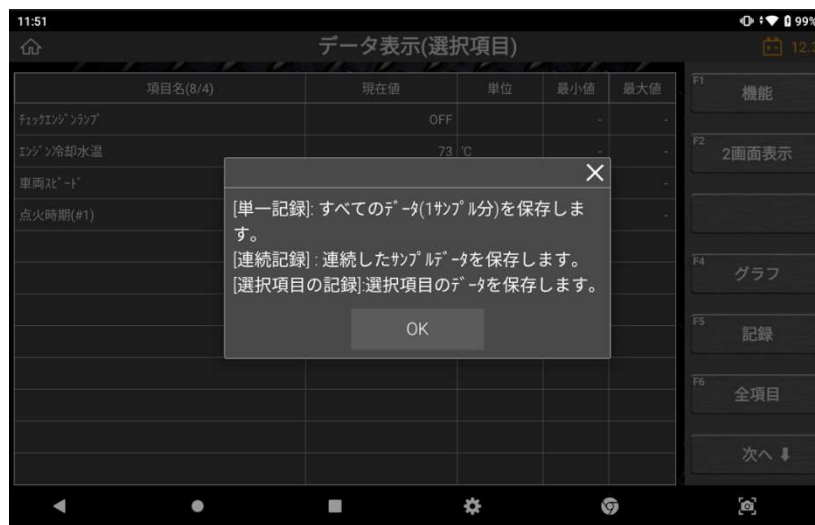 11:51
99%
データ表示(選択項目)
12.3
項目名(8/4)
現在値
単位
最小値
最大値
ﾁｪｯｸｴﾝｼﾞﾝﾗﾝﾌﾟ
OFF
-
-
ｴﾝｼﾞﾝ冷却水温
73
℃
-
-
車両ｽﾋﾟｰﾄﾞ
-
点火時期(#1)
-
[単一記録]: すべてのﾃﾞｰﾀ(1ｻﾝﾌﾟﾙ分)を保存しま
す。
[連続記録] : 連続したｻﾝﾌﾟﾙﾃﾞｰﾀを保存します。
[選択項目の記録]:選択項目のﾃﾞｰﾀを保存します。
OK
F1
機能
F2
2画面表示
F4
グラフ
F5
記録
F6
全項目
次へ